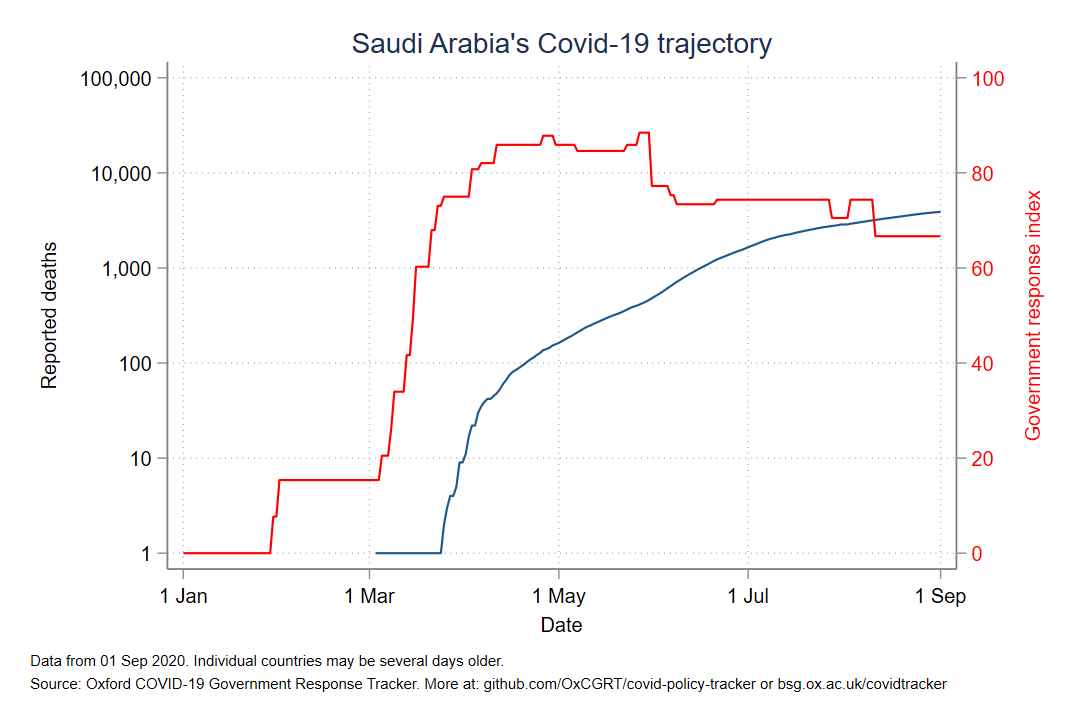 Saudi Arabia's Covid-19 trajectory
100,000
10,000
1,000
100
10
1
Reported deaths
100
80
60
40
20
0
Government response index
1 Jan
1 Mar
1 May
1 Jul
1 Sep
Date
Data from 01 Sep 2020. Individual countries may be several days older.
Source: Oxford COVID-19 Government Response Tracker. More at: github.com/OxCGRT/covid-policy-tracker or bsg.ox.ac.uk/covidtracker